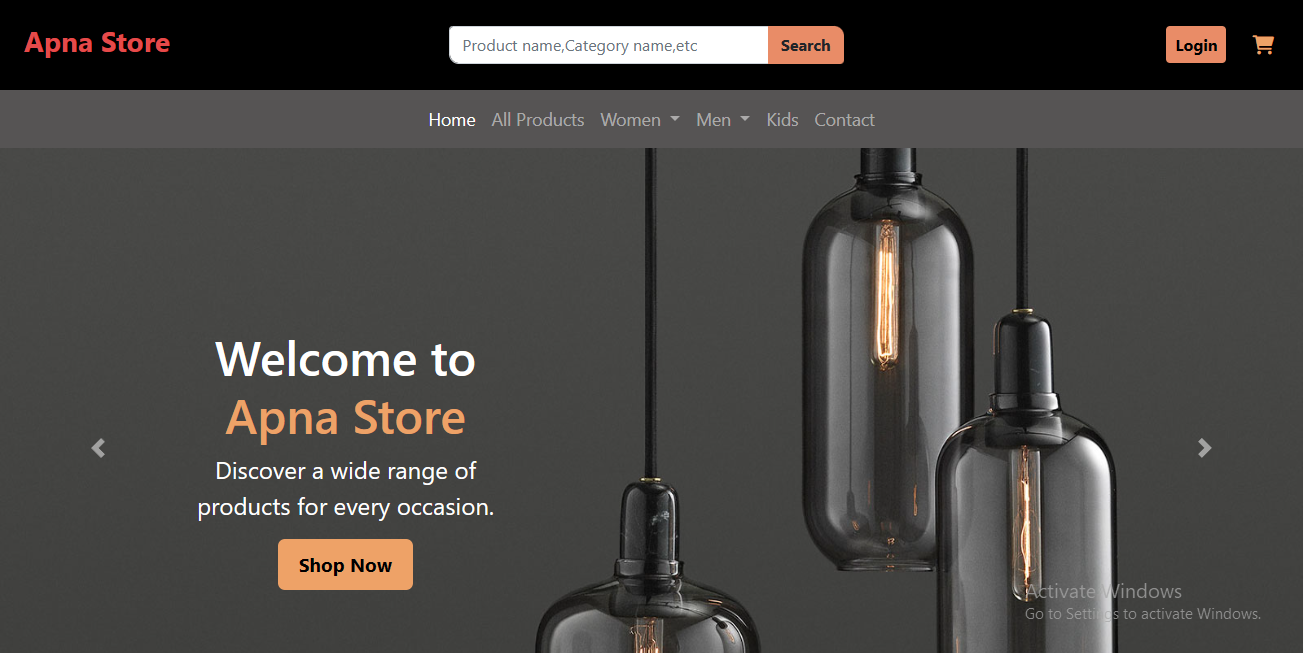 Apna Store
Product name,Category name,etc
Search
Login
Home
All Products
Women
Men
Kids
Contact
Welcome to
Apna Store
Discover a wide range of
products for every occasion.
Shop Now
Activate Windows
Go to Settings to activate Windows.